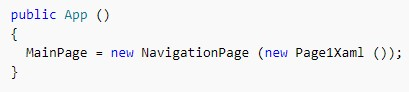 public App ()
{
  MainPage = new NavigationPage (new Page1Xaml ());
}